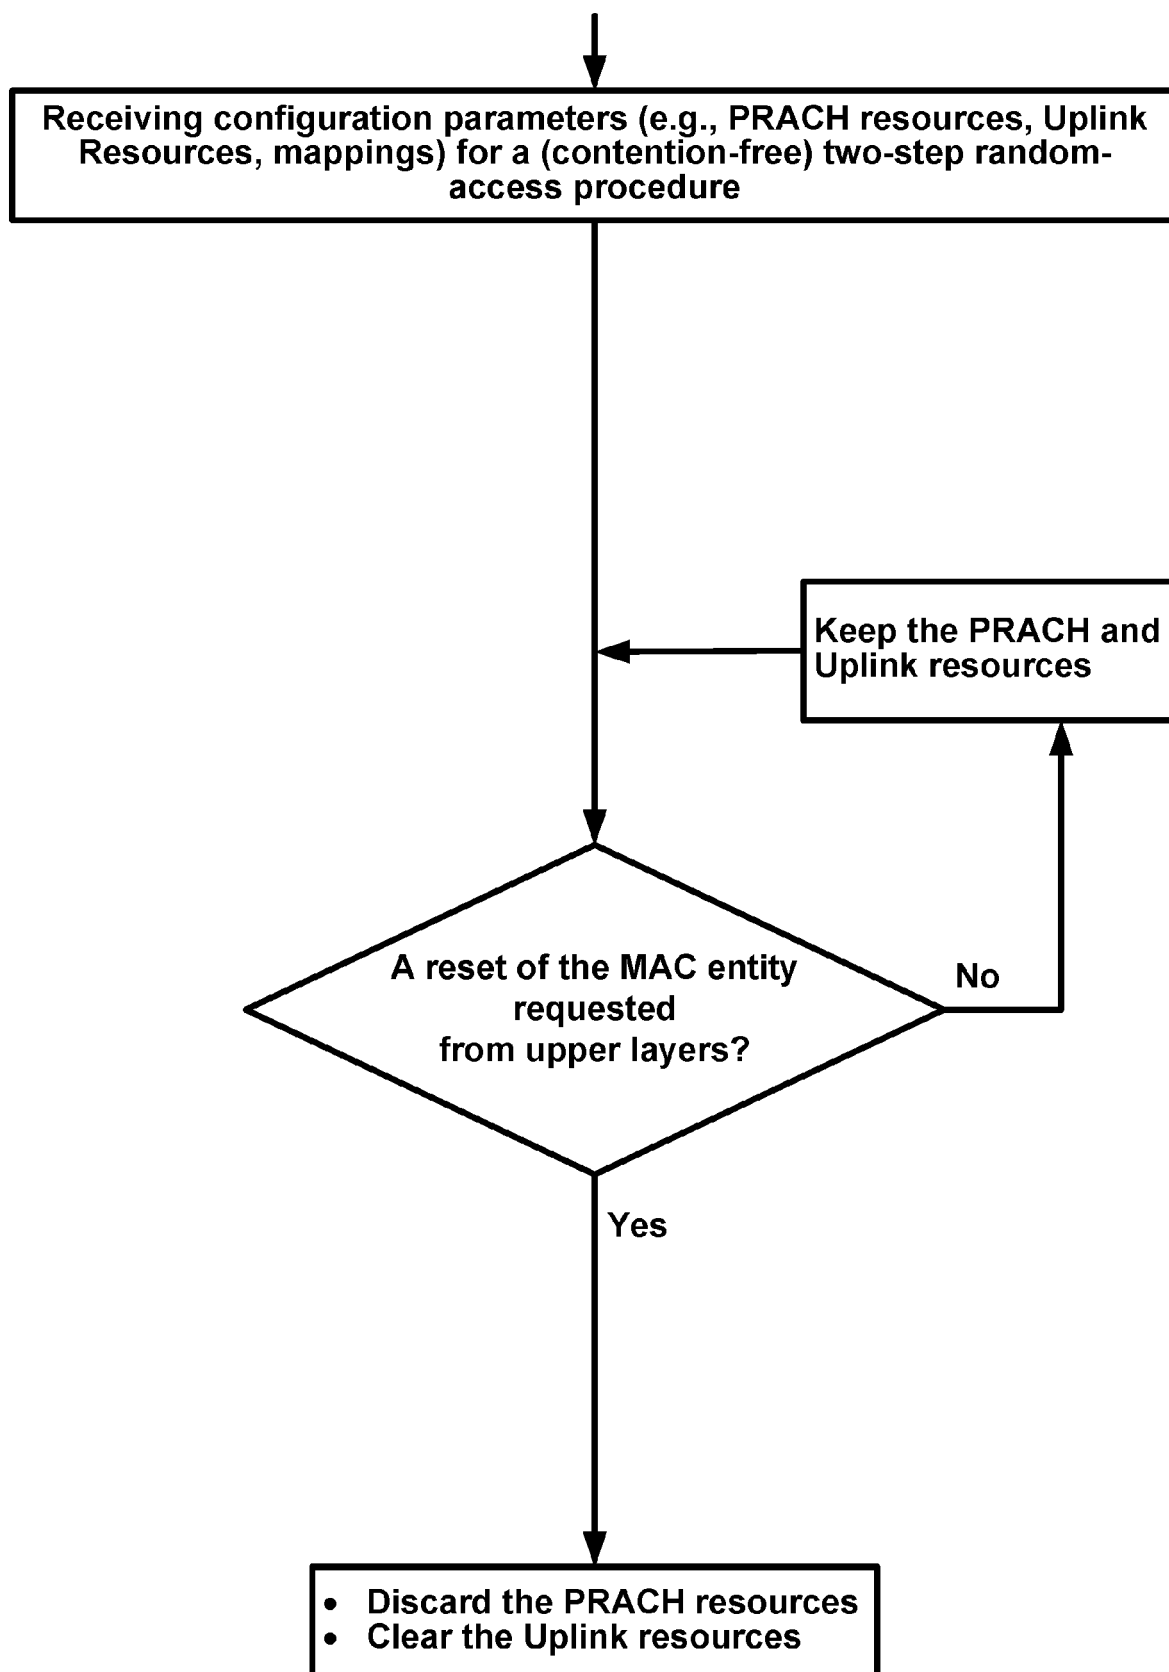 Receiving configuration parameters (e.g., PRACH resources, Uplink
Resources, mappings) for a (contention-free) two-step random-
access procedure
Keep the PRACH and
Uplink resources
A reset of the MAC entity
requested
from upper layers?
No
Yes
• Discard the PRACH resources
• Clear the Uplink resources